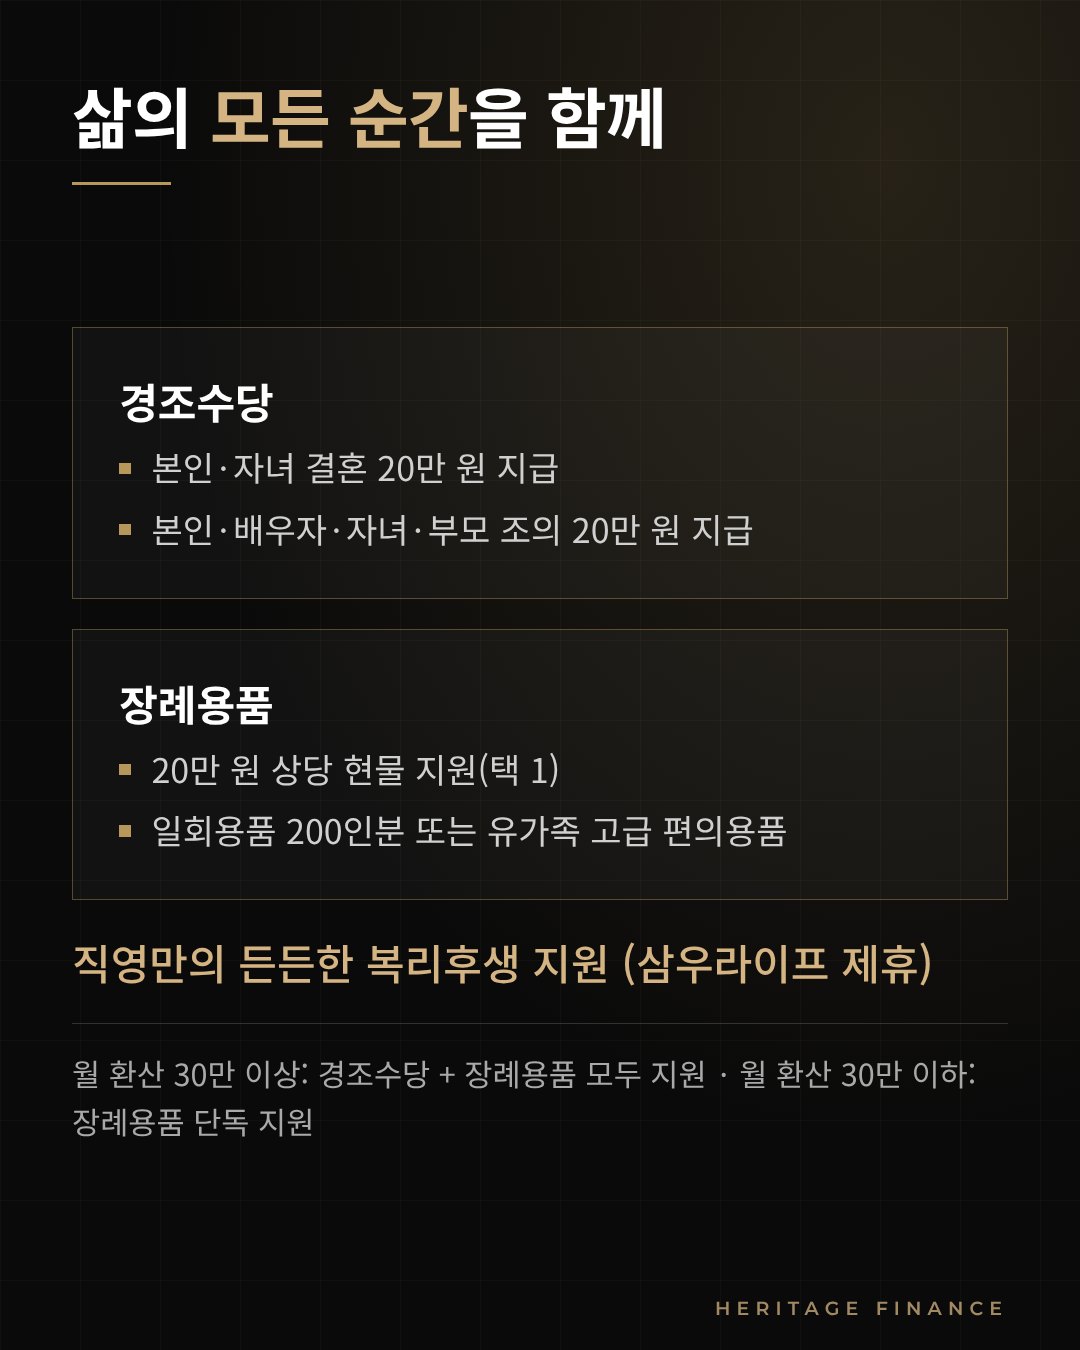 삶의 모든 순간을 함께
경조수당
본인·자녀 결혼 20만 원 지급
본인·배우자·자녀·부모 조의 20만 원 지급
장례용품
20만 원 상당 현물 지원(택 1)
일회용품 200인분 또는 유가족 고급 편의용품
직영만의 든든한 복리후생 지원 (삼우라이프 제휴)
월 환산 30만 이상: 경조수당 + 장례용품 모두 지원 · 월 환산 30만 이하:
장례용품 단독 지원
HERITAGE FINANCE